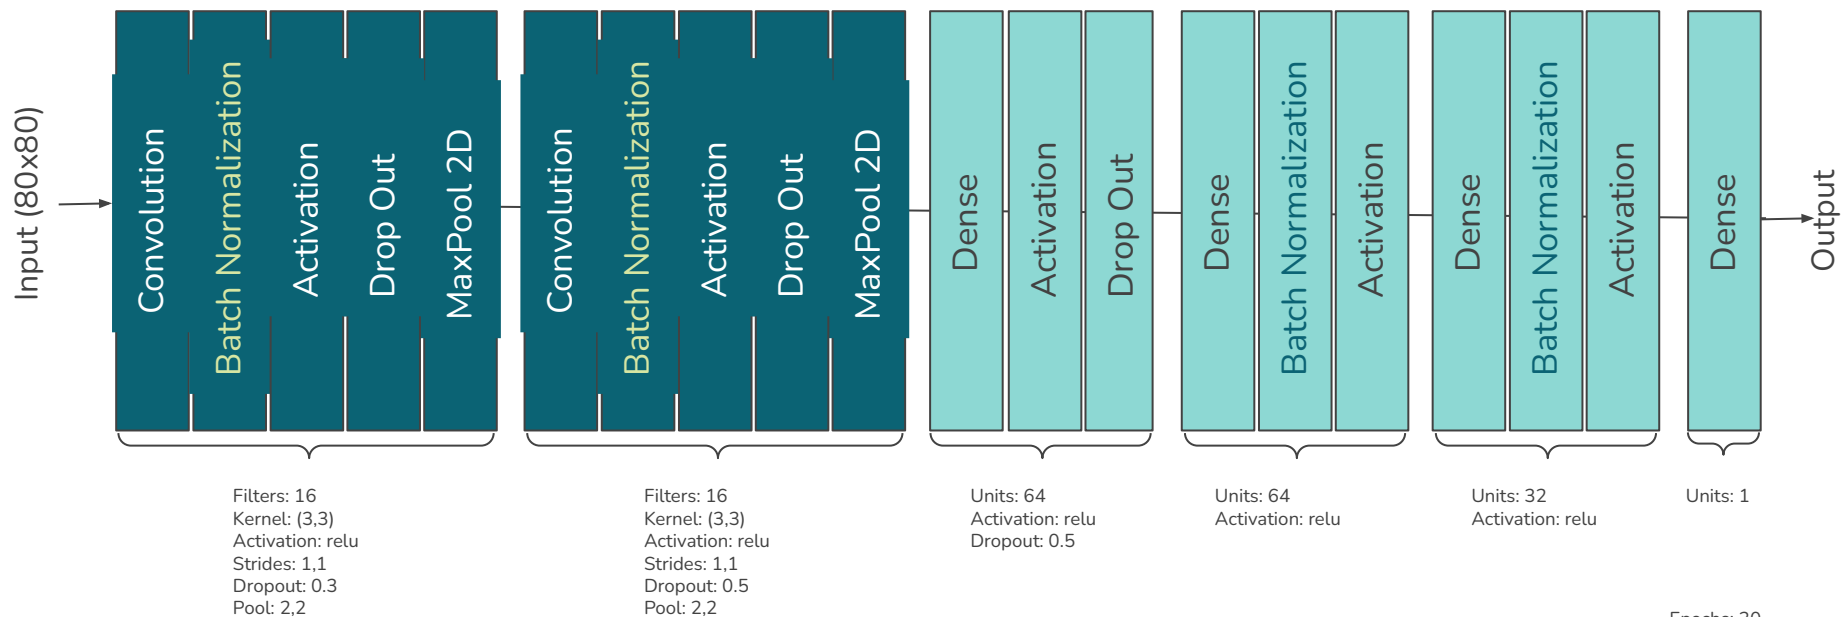 Input (80x80)
Convolution
Batch Normalization
Activation
Drop Out
MaxPool 2D
Convolution
Batch Normalization
Activation
Drop Out
MaxPool 2D
Dense
Activation
Drop Out
Dense
Batch Normalization
Activation
Dense
Batch Normalization
Activation
Dense
Output
Filters: 16
Kernel: (3,3)
Activation: relu
Strides: 1,1
Dropout: 0.3
Pool: 2,2
Filters: 16
Kernel: (3,3)
Activation: relu
Strides: 1,1
Dropout: 0.5
Pool: 2,2
Units: 64
Activation: relu
Dropout: 0.5
Units: 64
Activation: relu
Units: 32
Activation: relu
Units: 1